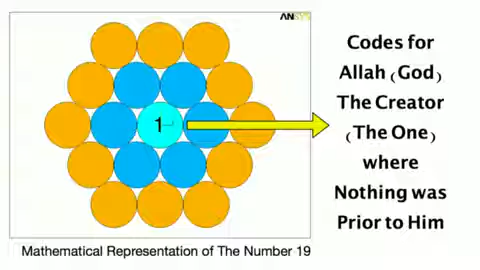 ANSYS
1
Codes for
Allah (God)
The Creator
(The One)
where
Nothing was
Prior to Him
Mathematical Representation of The Number 19